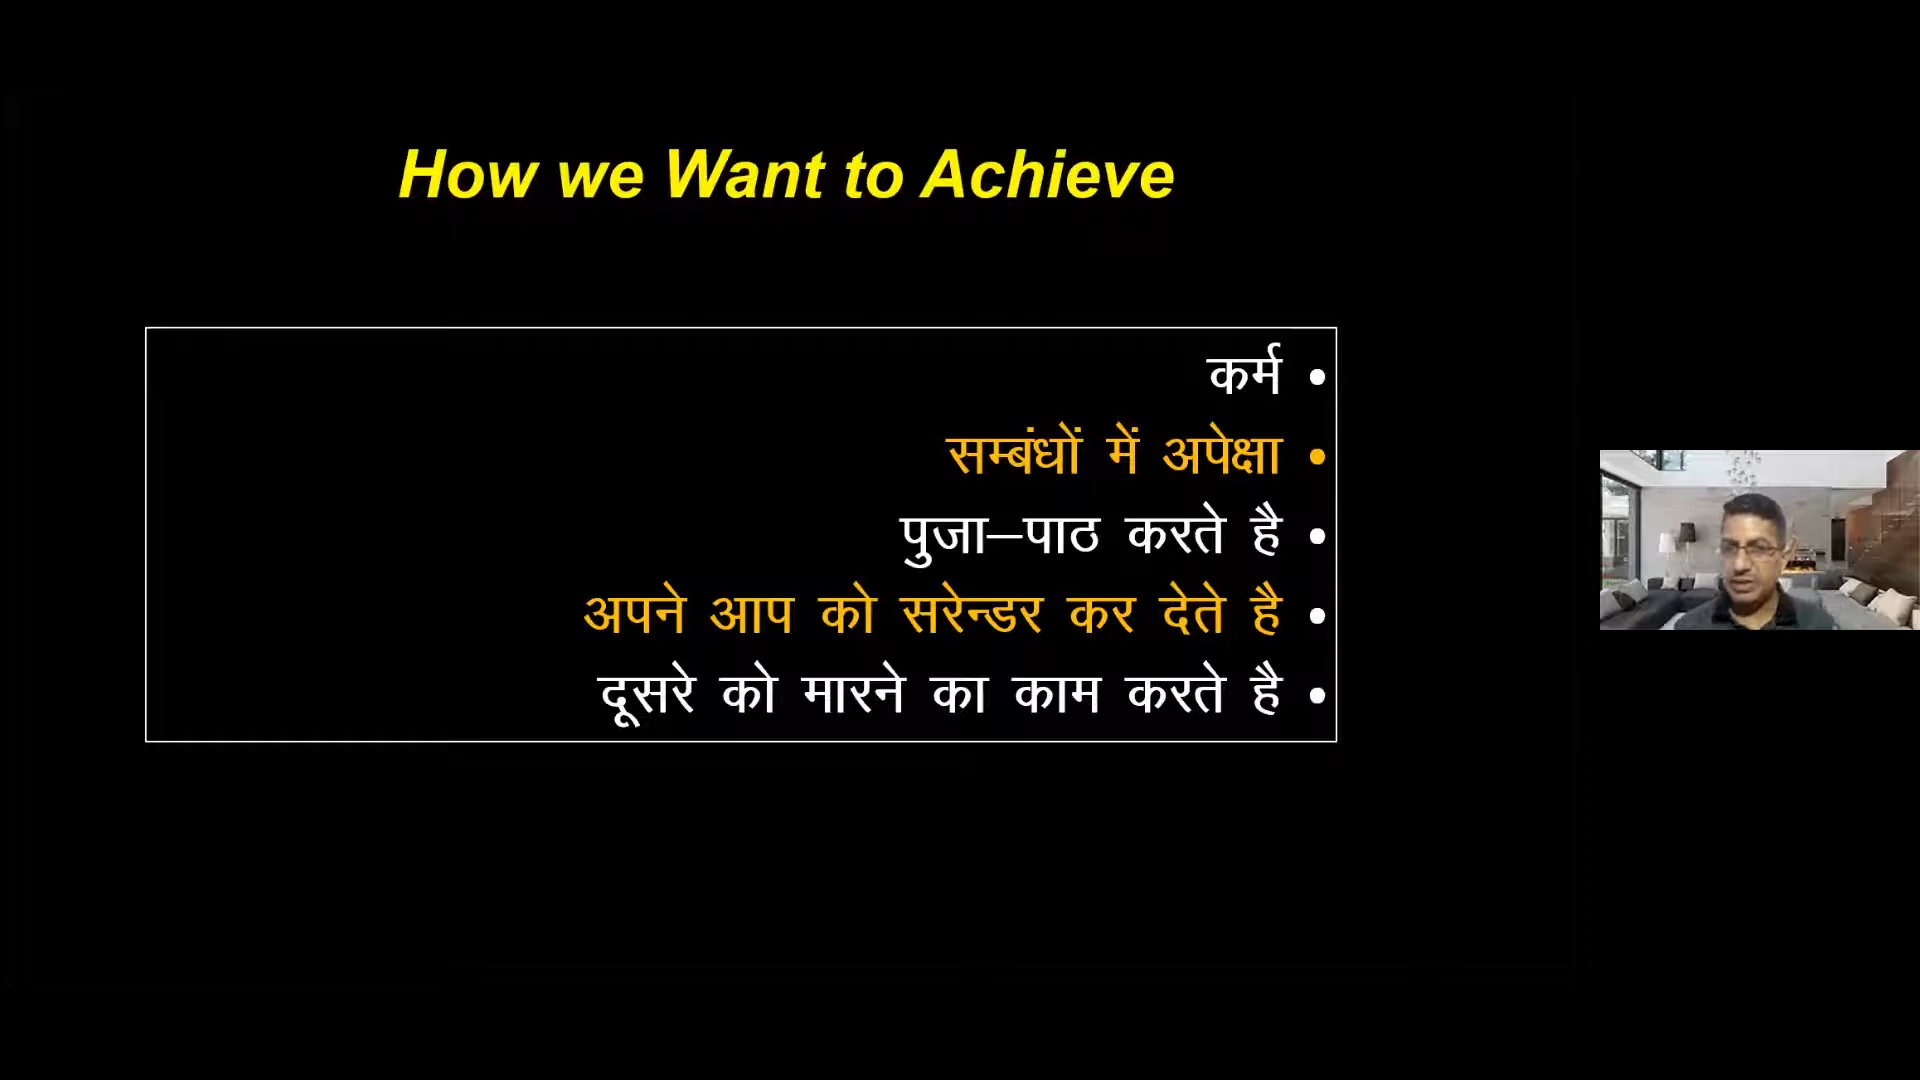 How we Want to Achieve
• कर्म
• सम्बंधों में अपेक्षा
• पुजा–पाठ करते है
• अपने आप को सरेन्डर कर देते है
• दूसरे को मारने का काम करते है